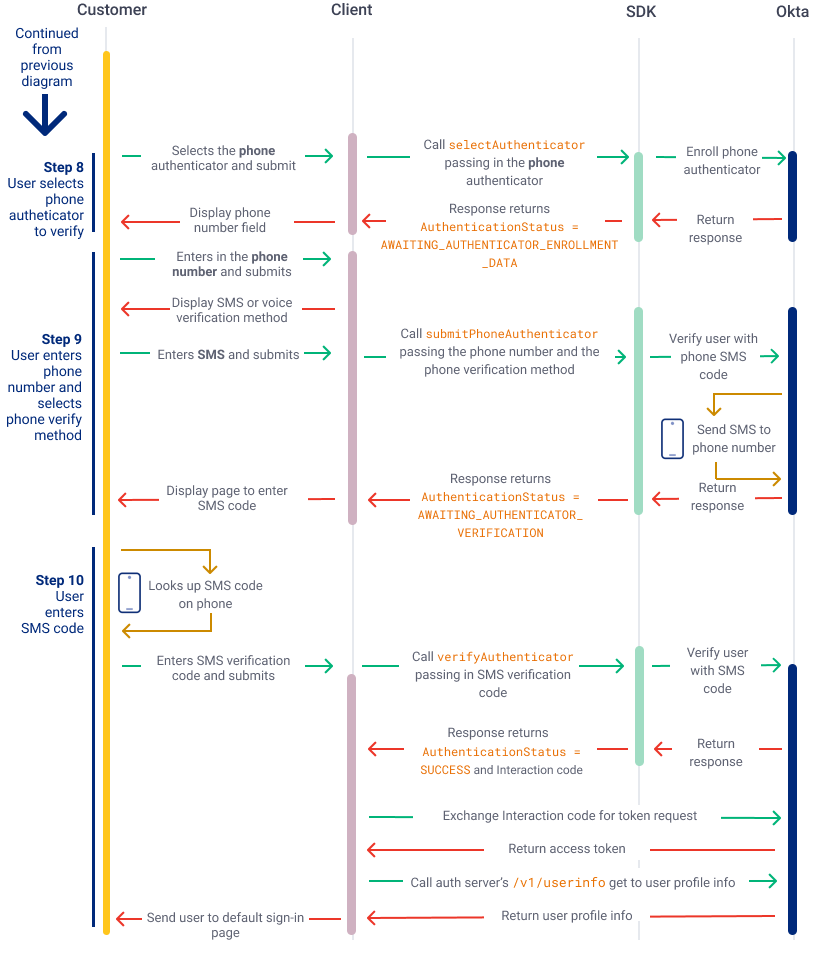 Customer
Client
SDK
Okta
Continued
from
previous
diagram
Step 8
User selects
phone
autheticator
to verify
Selects the phone
authenticator and submit
Call selectAuthenticator
passing in the phone
authenticator
Enroll phone
authenticator
Display phone
number field
Response returns
AuthenticationStatus =
AWAITING_AUTHENTICATOR_ENROLLMENT
_DATA
Return
response
Step 9
User enters
phone
number and
selects
phone verify
method
Enters in the phone
number and submits
Display SMS or voice
verification method
Enters SMS and submits
Call submitPhoneAuthenticator
passing the phone number and the
phone verification method
Verify user with
phone SMS
code
Send SMS to
phone number
Display page to enter
SMS code
Response returns
AuthenticationStatus =
AWAITING_AUTHENTICATOR_
VERIFICATION
Return
response
Step 10
User
enters
SMS code
Looks up SMS code
on phone
Enters SMS verification
code and submits
Call verifyAuthenticator
passing in SMS verification
code
Verify user
with SMS
code
Response returns
AuthenticationStatus =
SUCCESS and Interaction code
Return
response
Exchange Interaction code for token request
Return access token
Call auth server's /v1/userinfo get to user profile info
Return user profile info
Send user to default sign-in
page